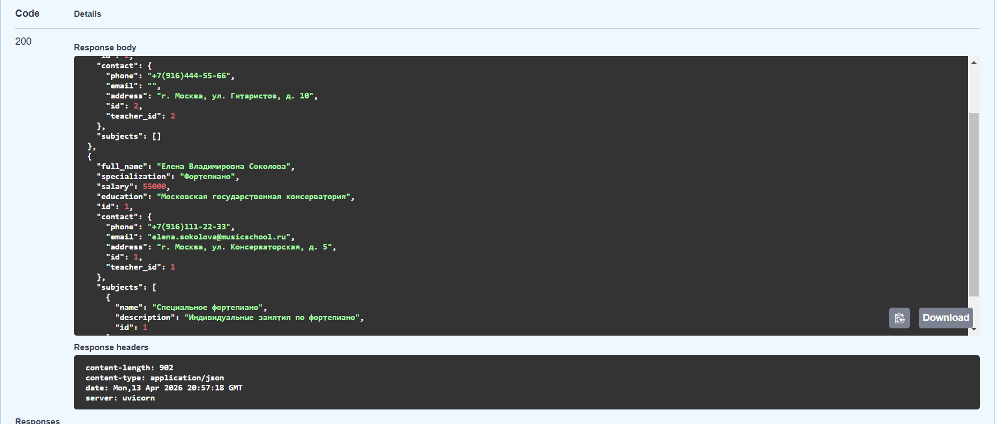 Code
Details
200
Response body
"id": 2,
"contact": {
"phone": "+7(916)444-55-66",
"email": "",
"address": "г. Москва, ул. Гитаристов, д. 10",
"id": 2,
"teacher_id": 2
},
"subjects": []
},
{
"full_name": "Елена Владимировна Соколова",
"specialization": "Фортепиано",
"salary": 55000,
"education": "Московская государственная консерватория",
"id": 1,
"contact": {
"phone": "+7(916)111-22-33",
"email": "elena.sokolova@musicschool.ru",
"address": "г. Москва, ул. Консерваторская, д. 5",
"id": 1,
"teacher_id": 1
},
"subjects": [
{
"name": "Специальное фортепиано",
"description": "Индивидуальные занятия по фортепиано",
"id": 1
Download
Response headers
content-length: 902
content-type: application/json
date: Mon,13 Apr 2026 20:57:18 GMT
server: uvicorn
Responses